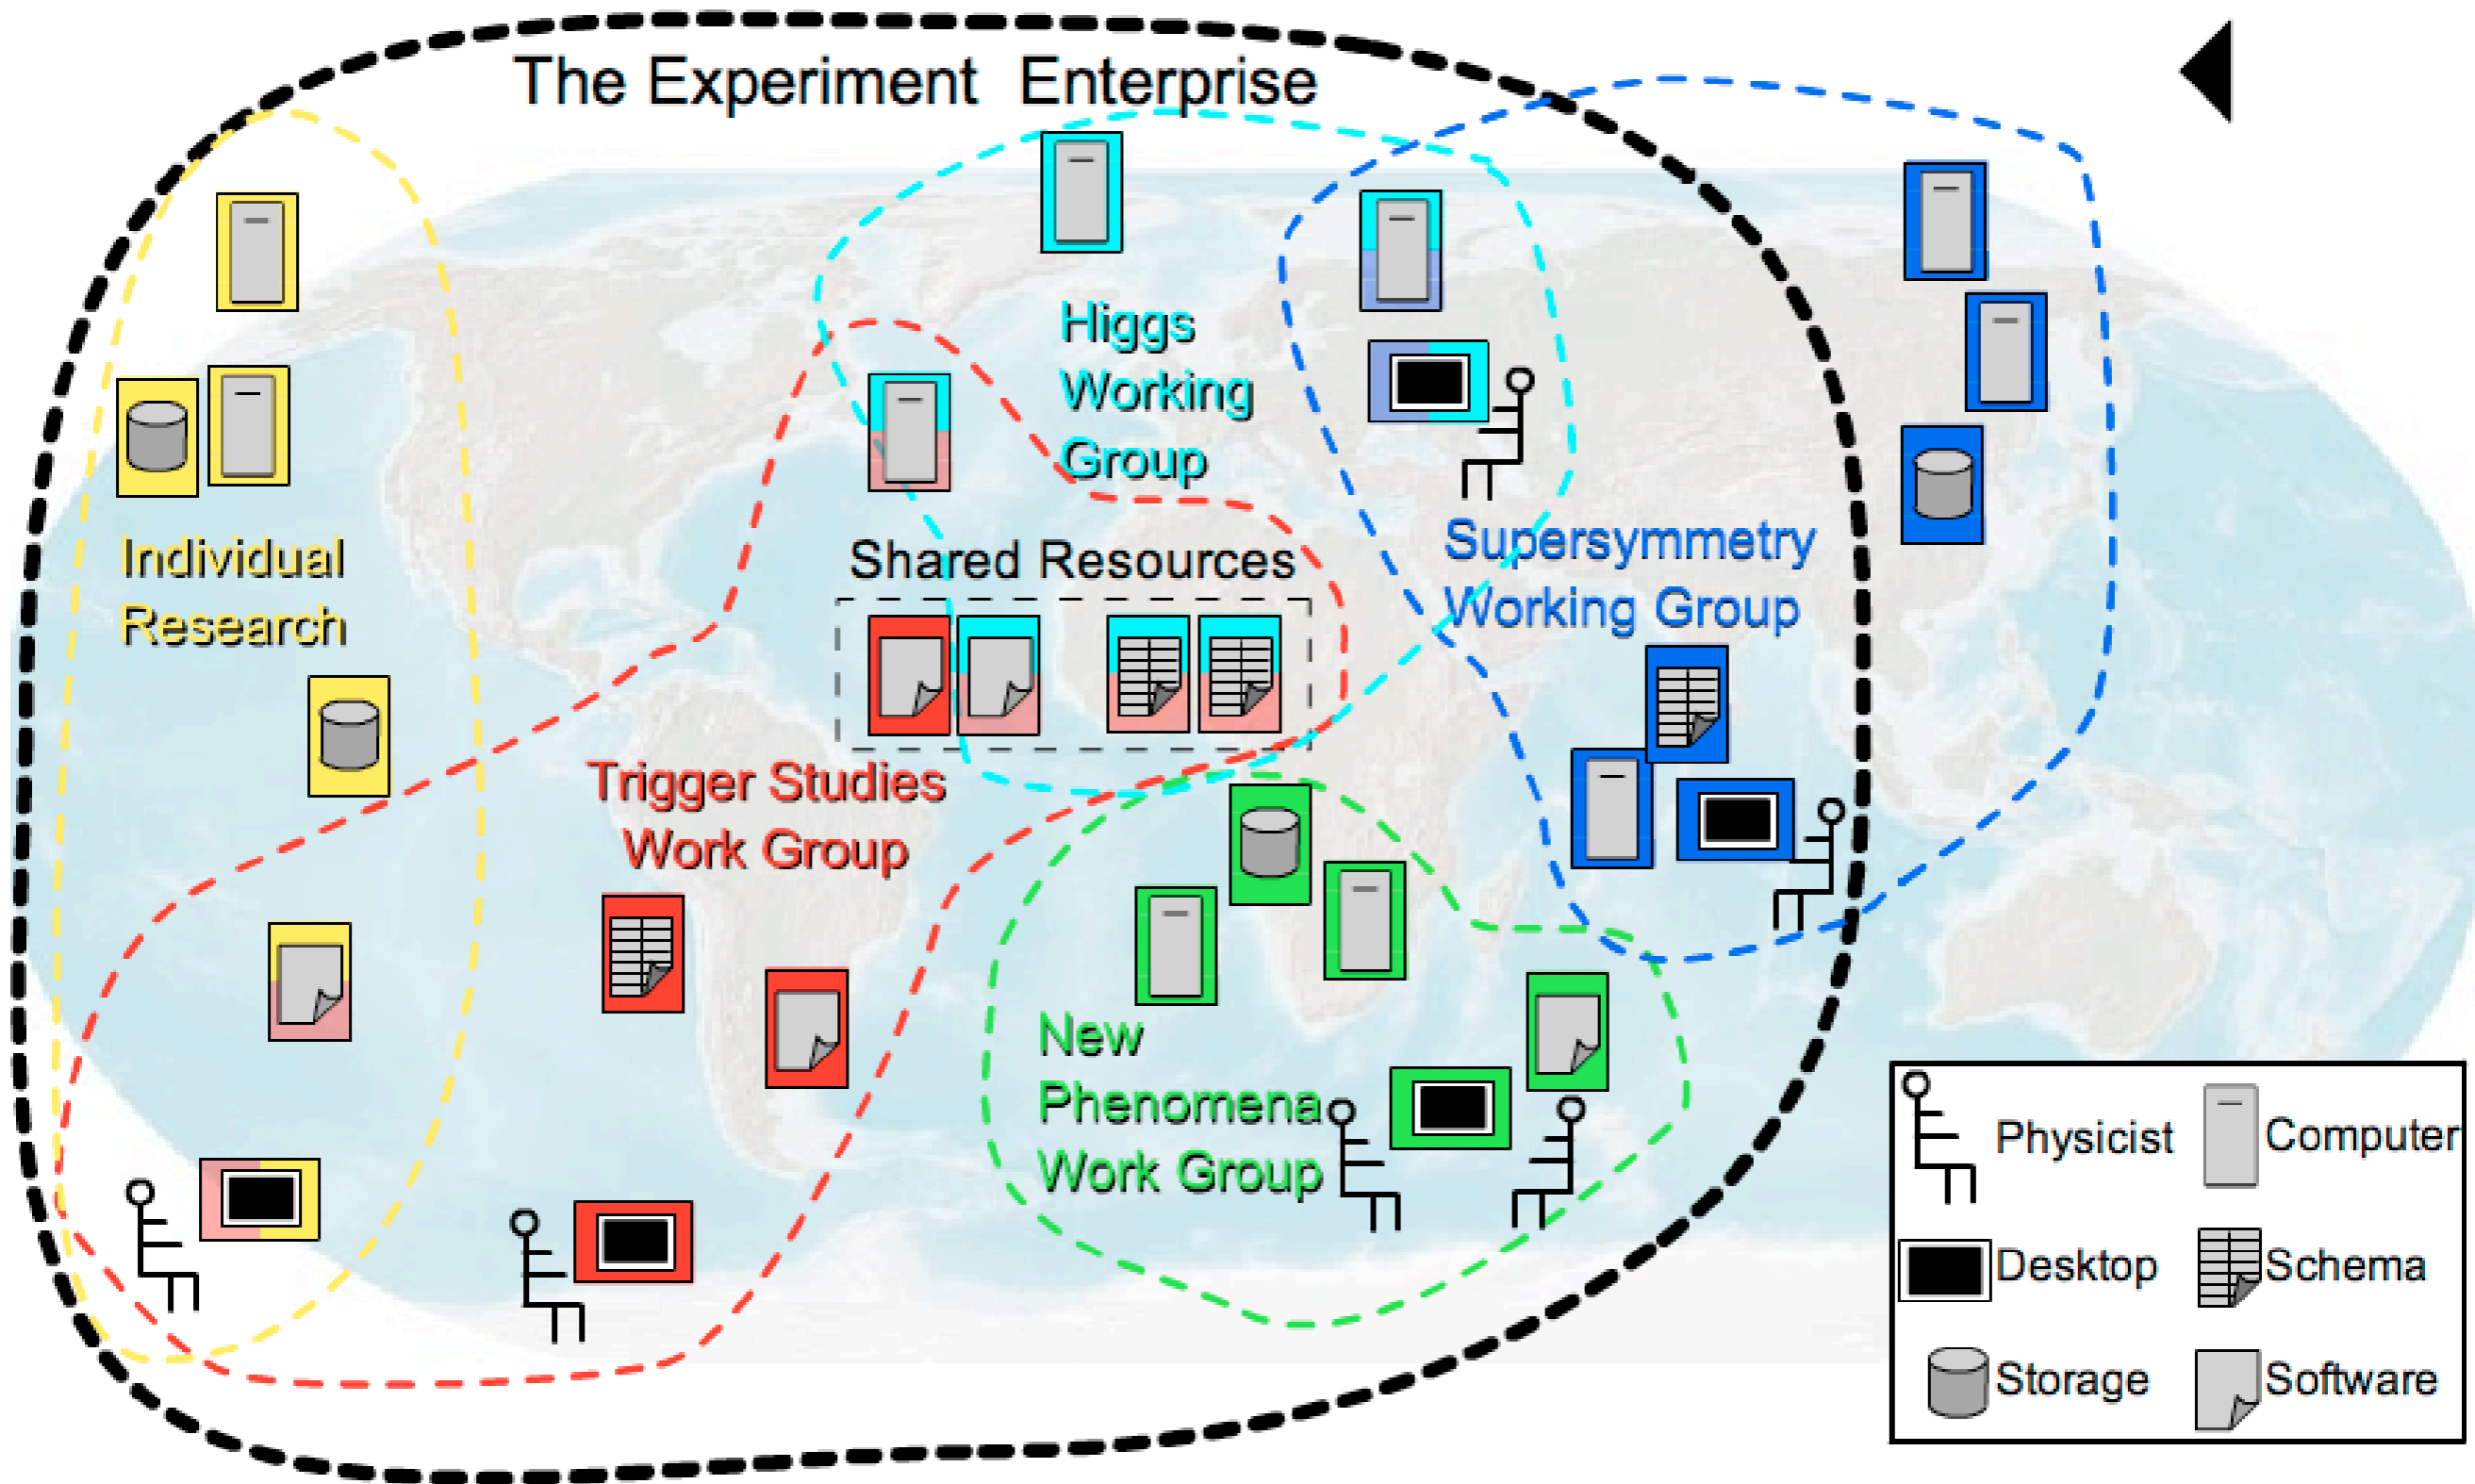 The Experiment Enterprise
Higgs
Working
Group
Individual
Research
Shared Resources
Supersymmetry
Working Group
Trigger Studies
Work Group
New
Phenomena
Work Group
Physicist
Computer
Desktop
Schema
Storage
Software